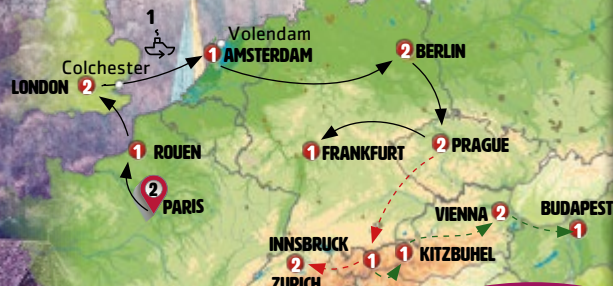 1
Volendam
1 AMSTERDAM
2 BERLIN
Colchester
LONDON 2
1 ROUEN
1 FRANKFURT
2 PRAGUE
2
PARIS
VIENNA 2
BUDAPEST
1
INNSBRUCK
2
1
1 KITZBUHEL
ZURICH